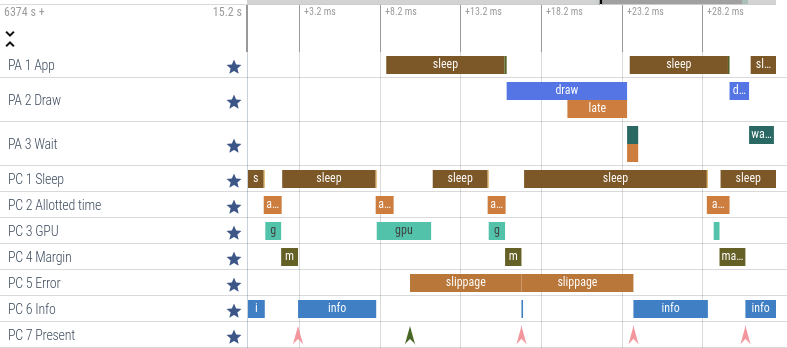 6374 s + 15.2 s +3.2 ms +8.2 ms +13.2 ms +18.2 ms +23.2 ms +28.2 ms
PA 1 App sleep sleep sl...
PA 2 Draw draw d...
late
PA 3 Wait wa...
PC 1 Sleep s sleep sleep sleep sleep
PC 2 Allotted time a... a... a... a...
PC 3 GPU g gpu g
PC 4 Margin m m ma...
PC 5 Error slippage slippage
PC 6 Info i info info info
PC 7 Present